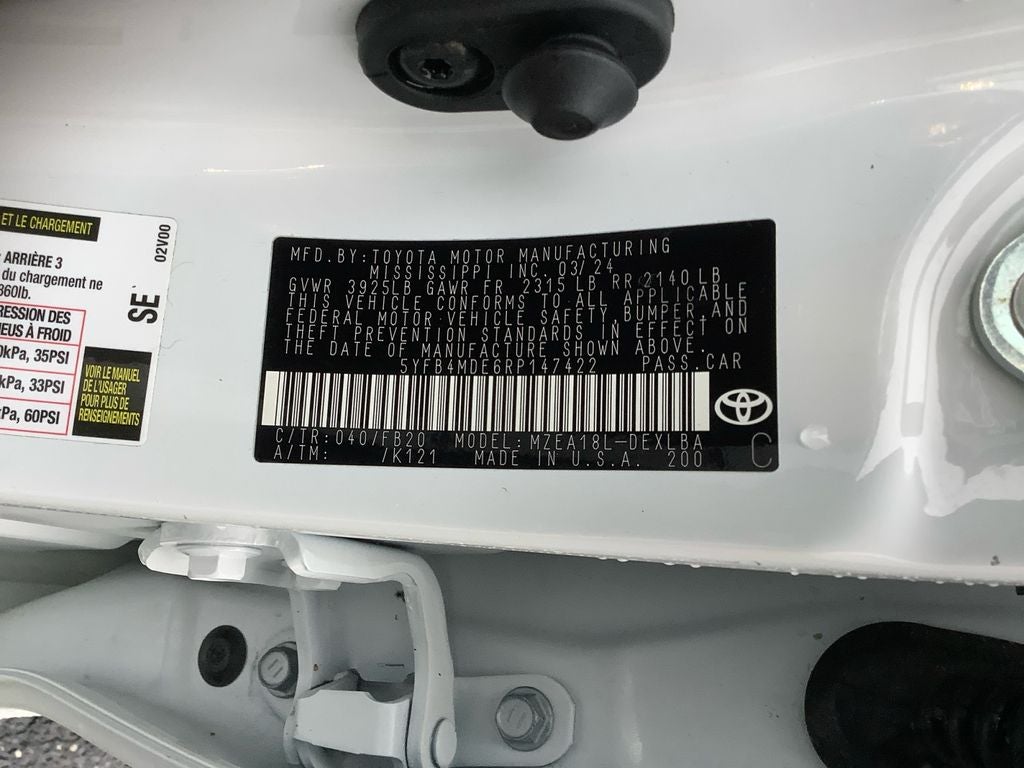 ET LE CHARGEMENT
ARRIÈRE 3
du chargement ne
360lb.
RESSION DES
NEUS À FROID
0kPa, 35PSI
kPa, 33PSI
Pa, 60PSI
02V00
SE
VOIR LE MANUEL
DE L'USAGER
POUR PLUS DE
RENSEIGNEMENTS
MFD.BY:TOYOTA MOTOR MANUFACTURING
MISSISSIPPI INC. 03/24
GVWR 3925LB GAWR FR 2315 LB RR 2140 LB
THIS VEHICLE CONFORMS TO ALL APPLICABLE
FEDERAL MOTOR VEHICLE SAFETY, BUMPER, AND
THEFT PREVENTION STANDARDS IN EFFECT ON
THE DATE OF MANUFACTURE SHOWN ABOVE.
5YFB4MDE6RP147422 PASS.CAR
C/TR: 040/FB20 MODEL: MZEA18L-DEXLBA
A/TM: /K121 MADE IN U.S.A. 200
C